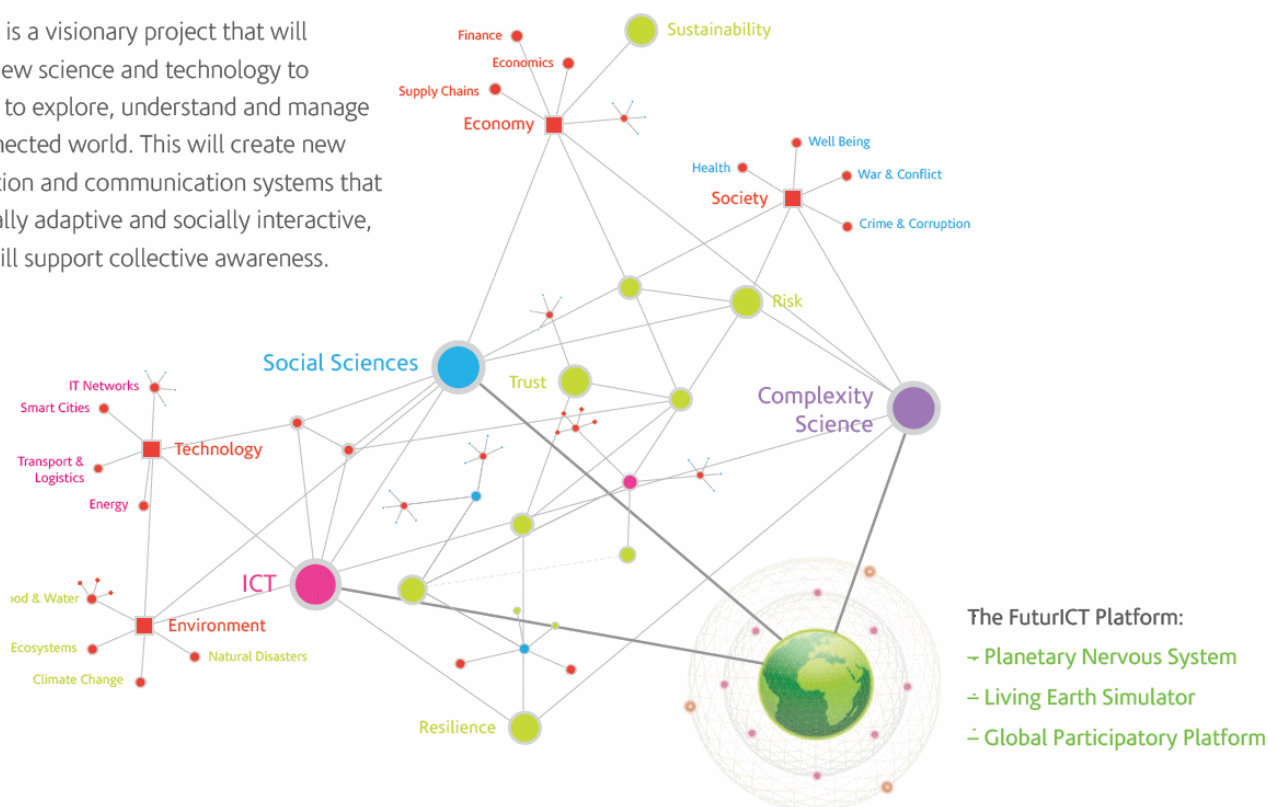 is a visionary project that will
ew science and technology to
to explore, understand and manage
nected world. This will create new
tion and communication systems that
ally adaptive and socially interactive,
ill support collective awareness.
Sustainability
Finance
Economics
Supply Chains
Economy
Well Being
Health
War & Conflict
Society
Crime & Corruption
Risk
Social Sciences
Trust
Complexity
Science
IT Networks
Smart Cities
Technology
Transport &
Logistics
Energy
ICT
ood & Water
Environment
Ecosystems
Natural Disasters
Climate Change
Resilience
The FuturICT Platform:
– Planetary Nervous System
– Living Earth Simulator
– Global Participatory Platform